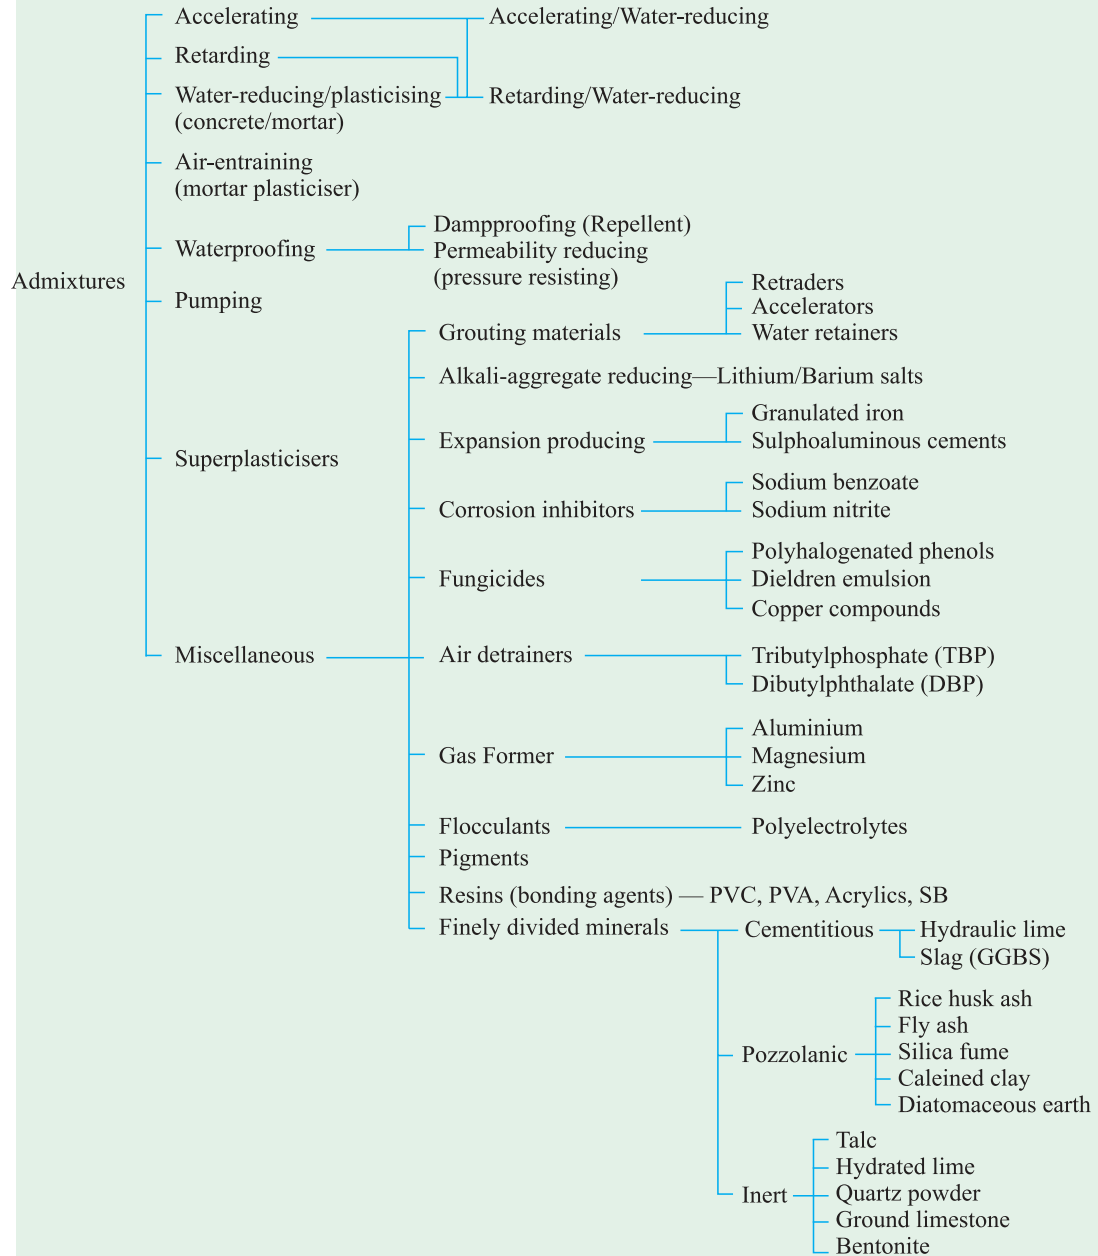 Accelerating
Accelerating/Water-reducing
Retarding
Water-reducing/plasticising
(concrete/mortar)
Retarding/Water-reducing
Air-entraining
(mortar plasticiser)
Waterproofing
Dampproofing (Repellent)
Permeability reducing
(pressure resisting)
Admixtures
Pumping
Grouting materials
Retraders
Accelerators
Water retainers
Alkali-aggregate reducing—Lithium/Barium salts
Expansion producing
Granulated iron
Sulphoaluminous cements
Superplasticisers
Corrosion inhibitors
Sodium benzoate
Sodium nitrite
Fungicides
Polyhalogenated phenols
Dieldren emulsion
Copper compounds
Miscellaneous
Air detrainers
Tributylphosphate (TBP)
Dibutylphthalate (DBP)
Gas Former
Aluminium
Magnesium
Zinc
Flocculants
Polyelectrolytes
Pigments
Resins (bonding agents) — PVC, PVA, Acrylics, SB
Finely divided minerals
Cementitious
Hydraulic lime
Slag (GGBS)
Pozzolanic
Rice husk ash
Fly ash
Silica fume
Caleined clay
Diatomaceous earth
Inert
Talc
Hydrated lime
Quartz powder
Ground limestone
Bentonite